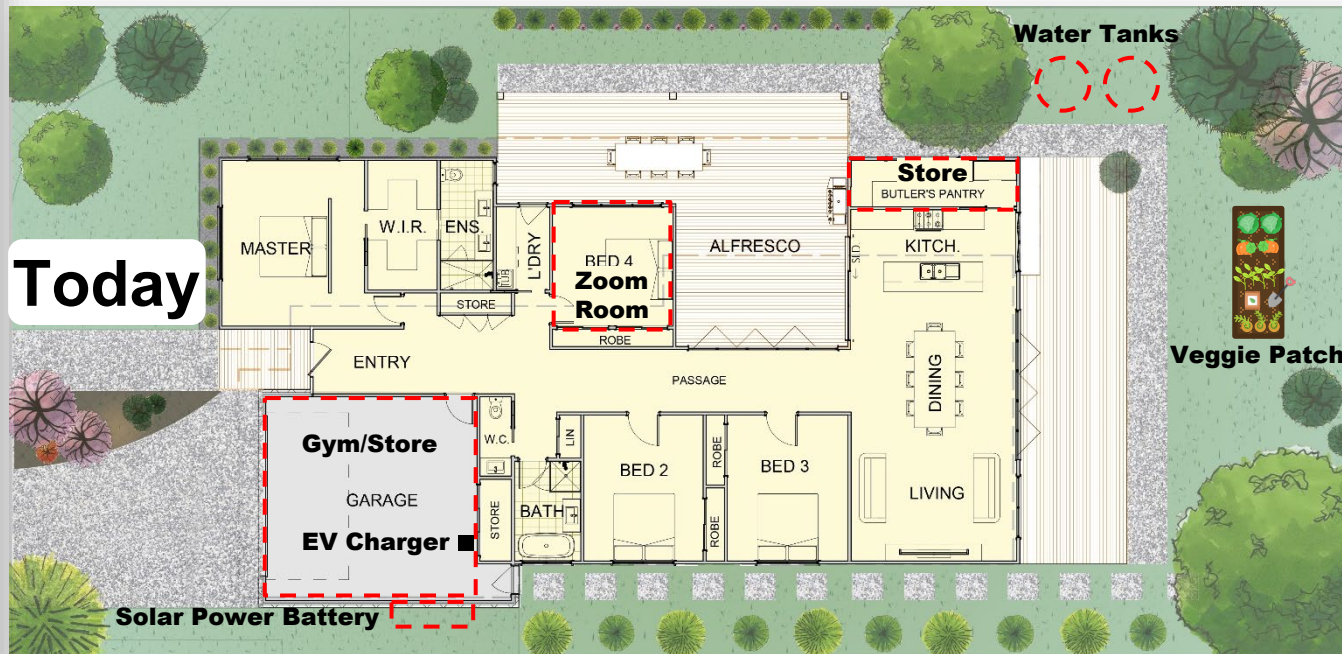 Water Tanks
Store
BUTLER'S PANTRY
MASTER
W.I.R.
ENS.
L'DRY
TUB
BED 4
Zoom
Room
ALFRESCO
← SLD.
KITCH.
Today
STORE
ROBE
Veggie Patch
ENTRY
PASSAGE
DINING
Gym/Store
W.C.
LIN
BED 2
ROBE
BED 3
GARAGE
LIVING
STORE
BATH
ROBE
EV Charger
Solar Power Battery